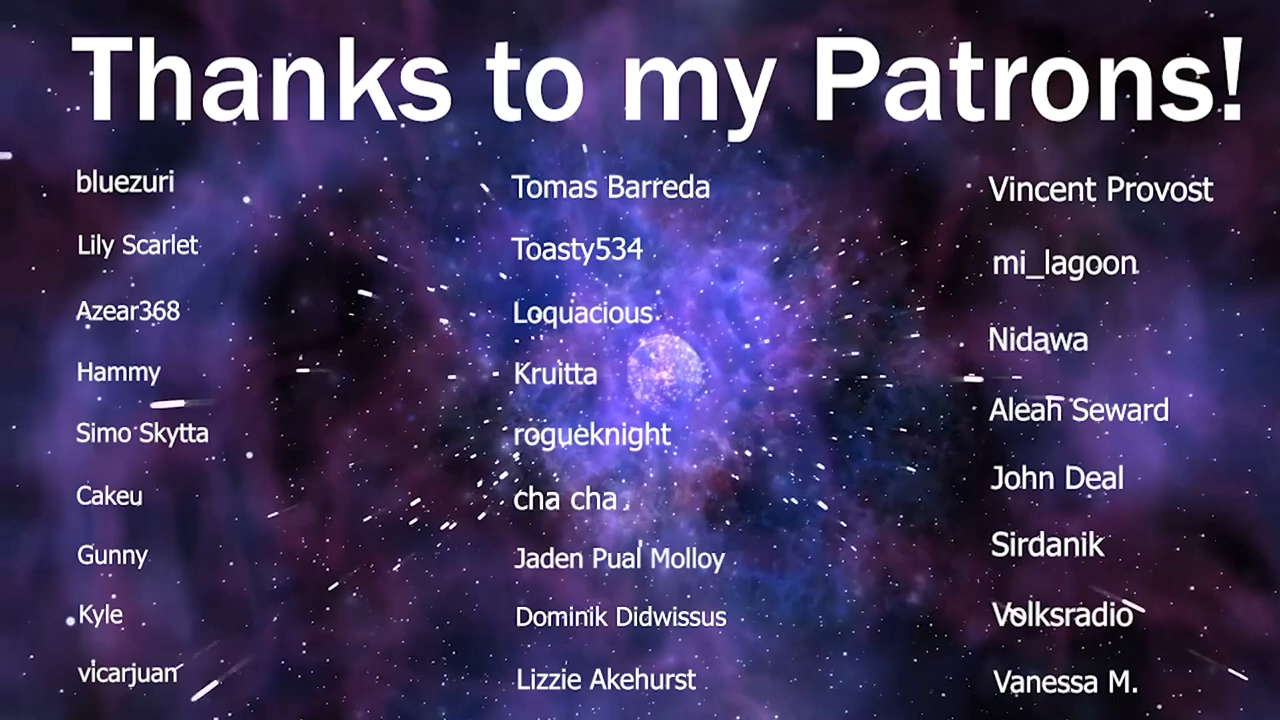 Thanks to my Patrons!
bluezuri
Lily Scarlet
Azear368
Hammy
Simo Skytta
Cakeu
Gunny
Kyle
vicarjuan
Tomas Barreda
Toasty534
Loquacious
Kruitta
rogueknight
cha cha
Jaden Pual Molloy
Dominik Didwissus
Lizzie Akehurst
Vincent Provost
mi_lagoon
Nidawa
Aleah Seward
John Deal
Sirdanik
Volksradio
Vanessa M.